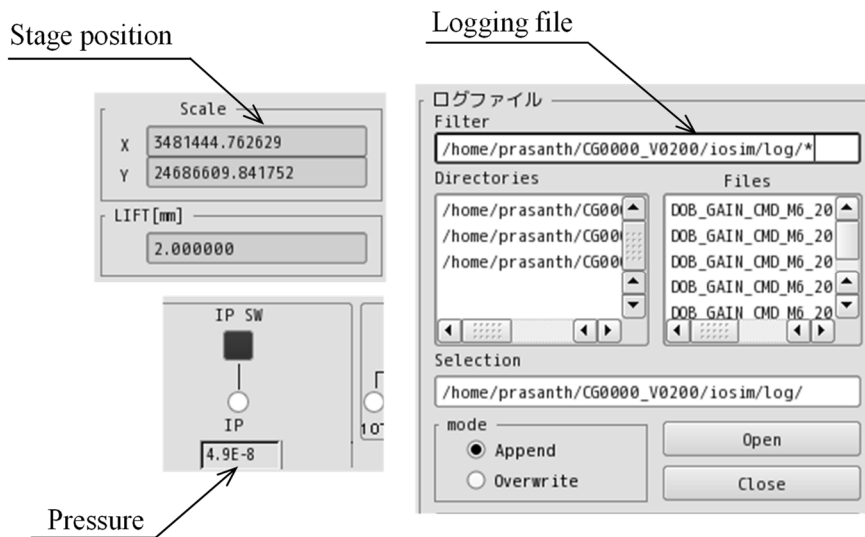 Stage position
Scale
X 3481444.762629
Y 24686609.841752
LIFT[mm]
2.000000
IP SW
IP
4.9E-8
Pressure
Logging file
ログファイル
Filter
/home/prasanth/CG0000_V0200/iosim/log/*
Directories
/home/prasanth/CG00
/home/prasanth/CG00
/home/prasanth/CG00
Files
DOB_GAIN_CMD_M6_20
DOB_GAIN_CMD_M6_20
DOB_GAIN_CMD_M6_20
DOB_GAIN_CMD_M6_20
DOB_GAIN_CMD_M6_20
Selection
/home/prasanth/CG0000_V0200/iosim/log/
mode
Append
Overwrite
Open
Close